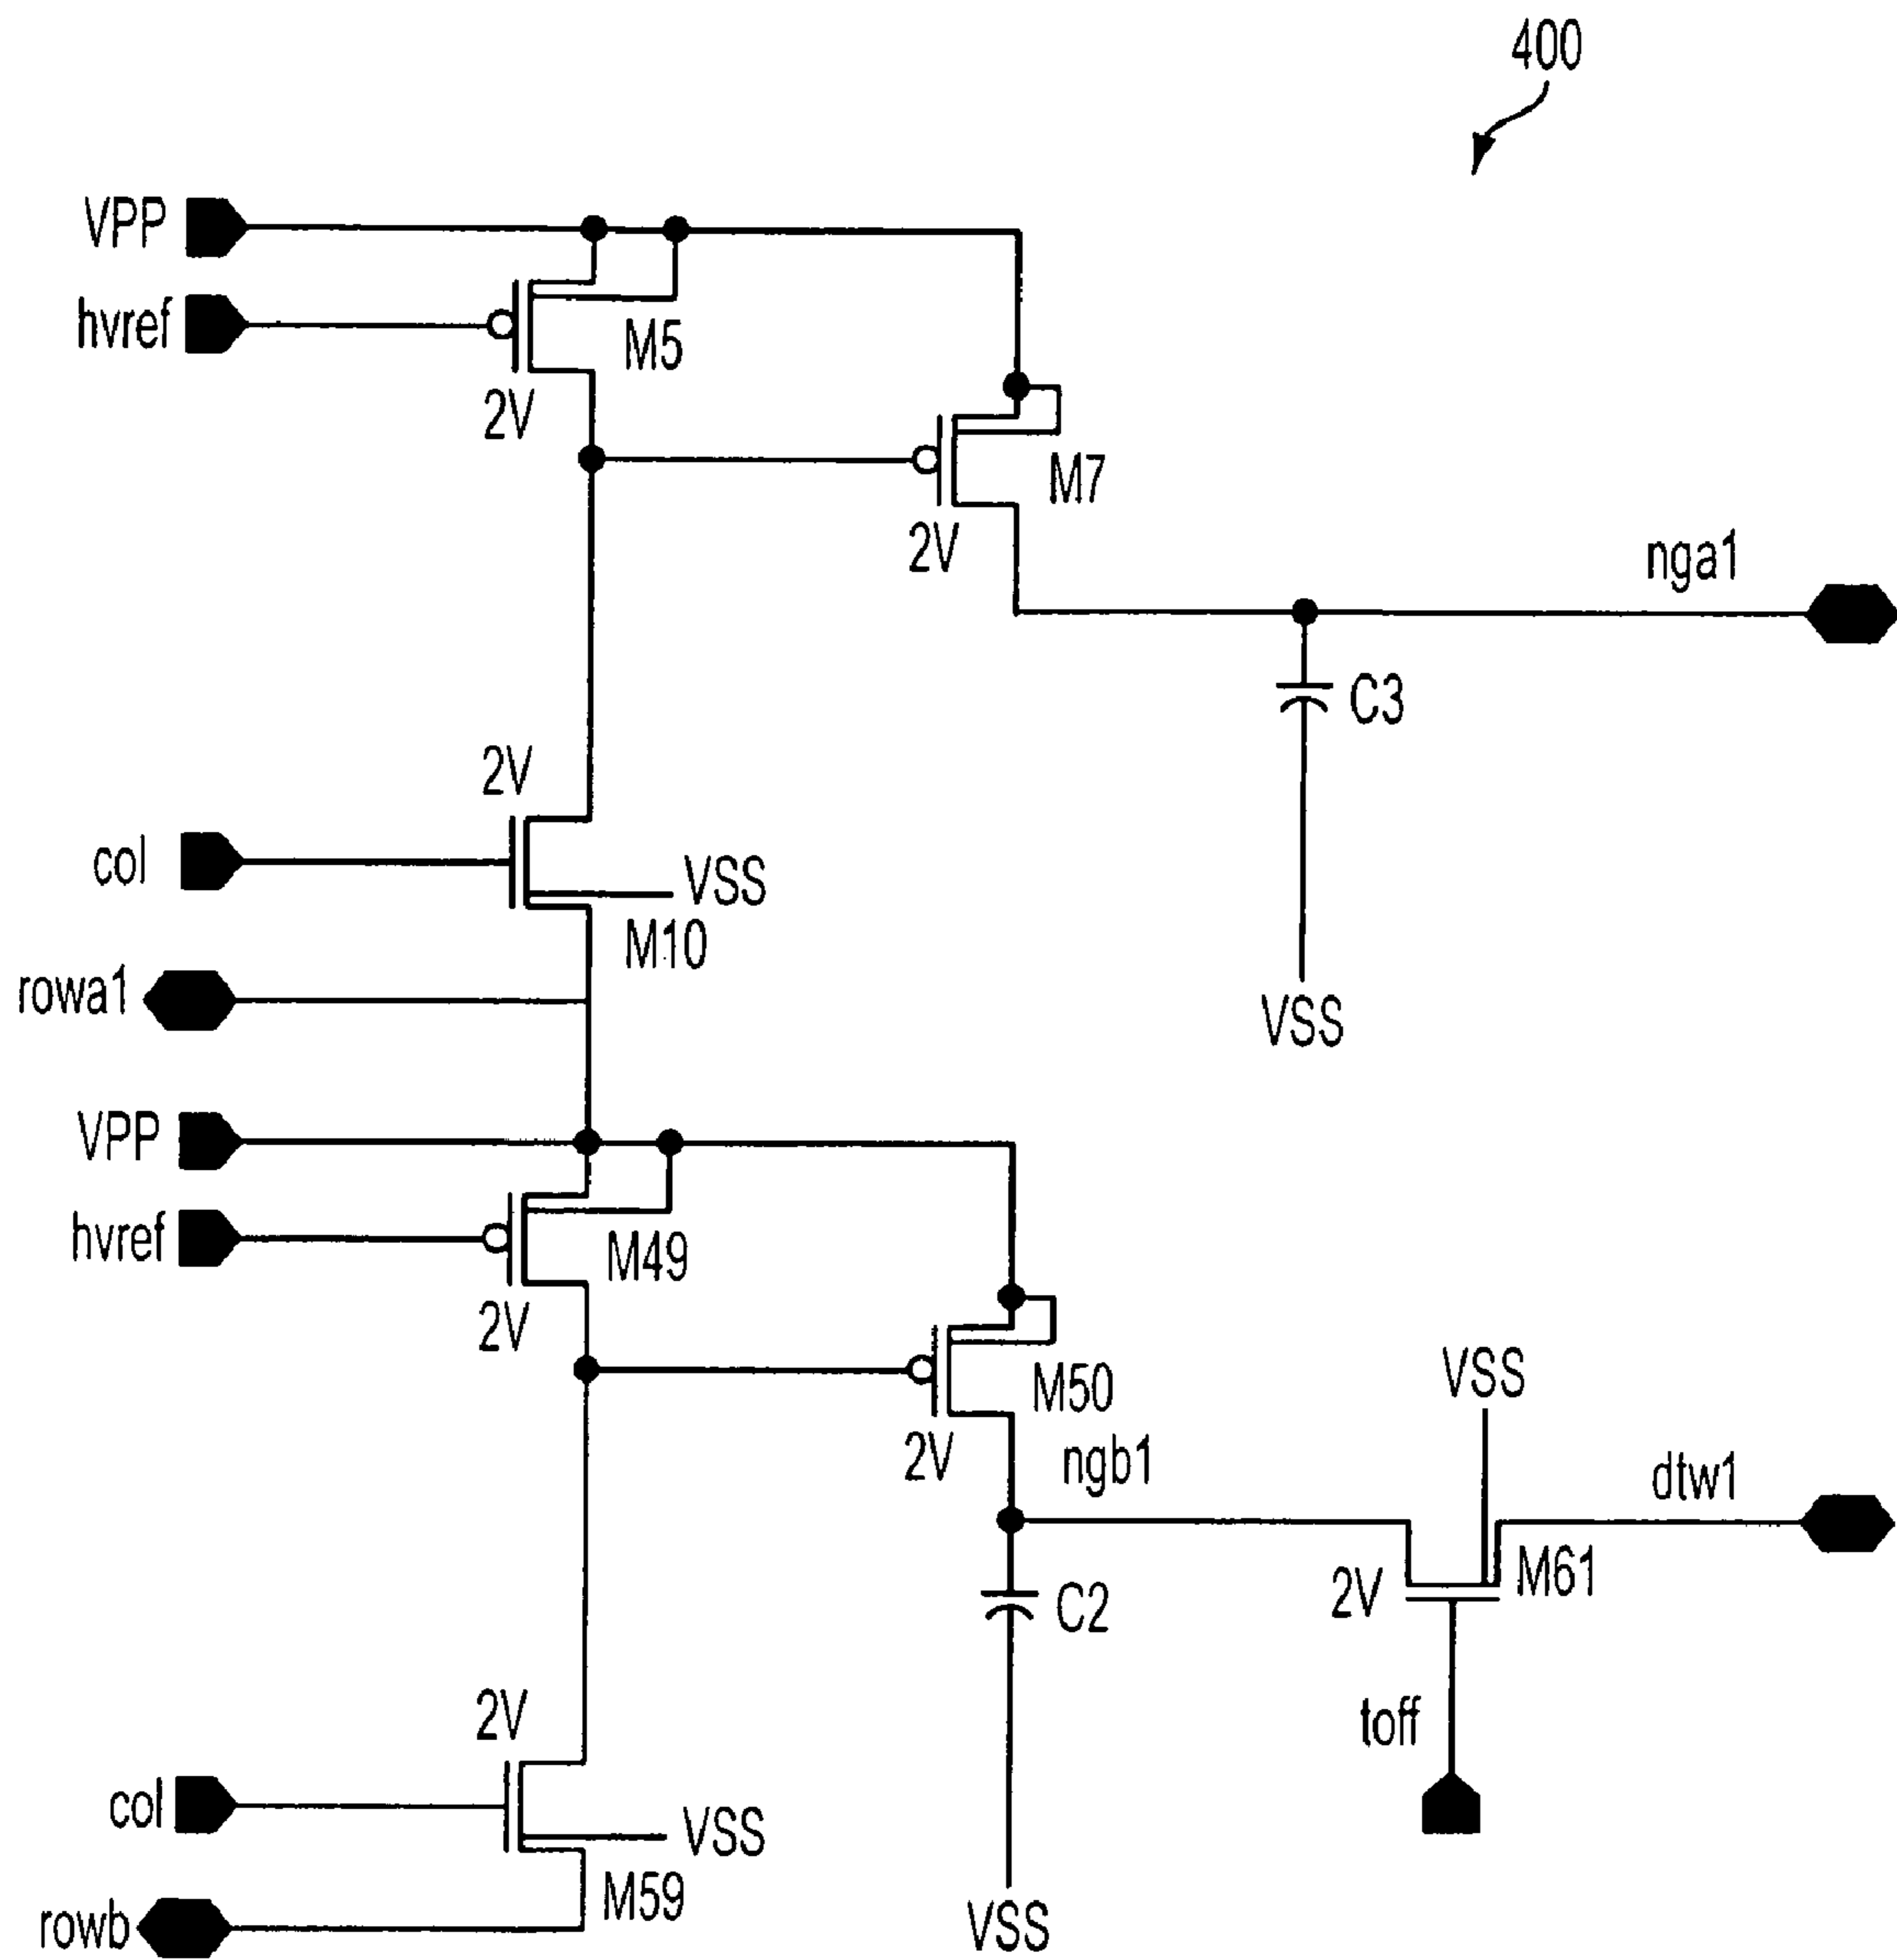 400
VPP
hvref
M5
2V
M7
2V
nga1
C3
2V
col
VSS
M10
rowa1
VSS
VPP
hvref
M49
2V
M50
VSS
2V
ngb1
dtw1
2V
M61
C2
2V
toff
col
VSS
M59
rowb
VSS